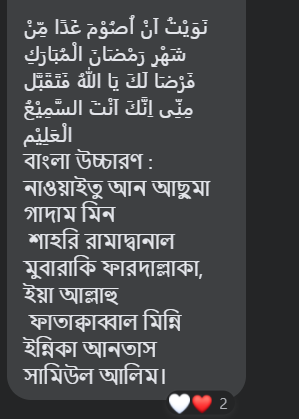 نَوَيْتُ اَنْ اُصُوْمَ غَدًا مِّنْ
شَهْرِ رَمْضَانَ الْمُبَارَكِ
فَرْضَا لَكَ يَا اللهُ فَتَقَبَّل
مِنِّى اِنَّكَ اَنْتَ السَّمِيْعُ
الْعَلِيْم
বাংলা উচ্চারণ :
নাওয়াইতু আন আছুমা
গাদাম মিন
শাহরি রামাদ্বানাল
মুবারাকি ফারদাল্লাকা,
ইয়া আল্লাহু
ফাতাক্বাব্বাল মিন্নি
ইন্নিকা আনতাস
সামিউল আলিম।
2